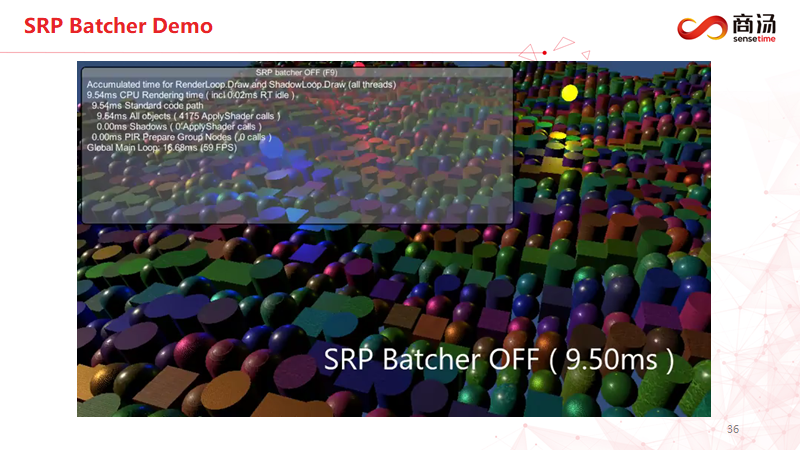 SRP Batcher Demo
商汤
sensetime
SRP batcher OFF (F9)
Accumulated time for RenderLoop.Draw and ShadowLoop.Draw (all threads)
9.54ms CPU Rendering time ( incl 0.02ms RT idle )
9.54ms Standard code path
9.54ms All objects ( 4175 ApplyShader calls )
0.00ms Shadows ( 0 ApplyShader calls )
0.00ms PIR Prepare Group Nodes ( 0 calls )
Global Main Loop: 16.68ms (59 FPS)
SRP Batcher OFF ( 9.50ms )
36